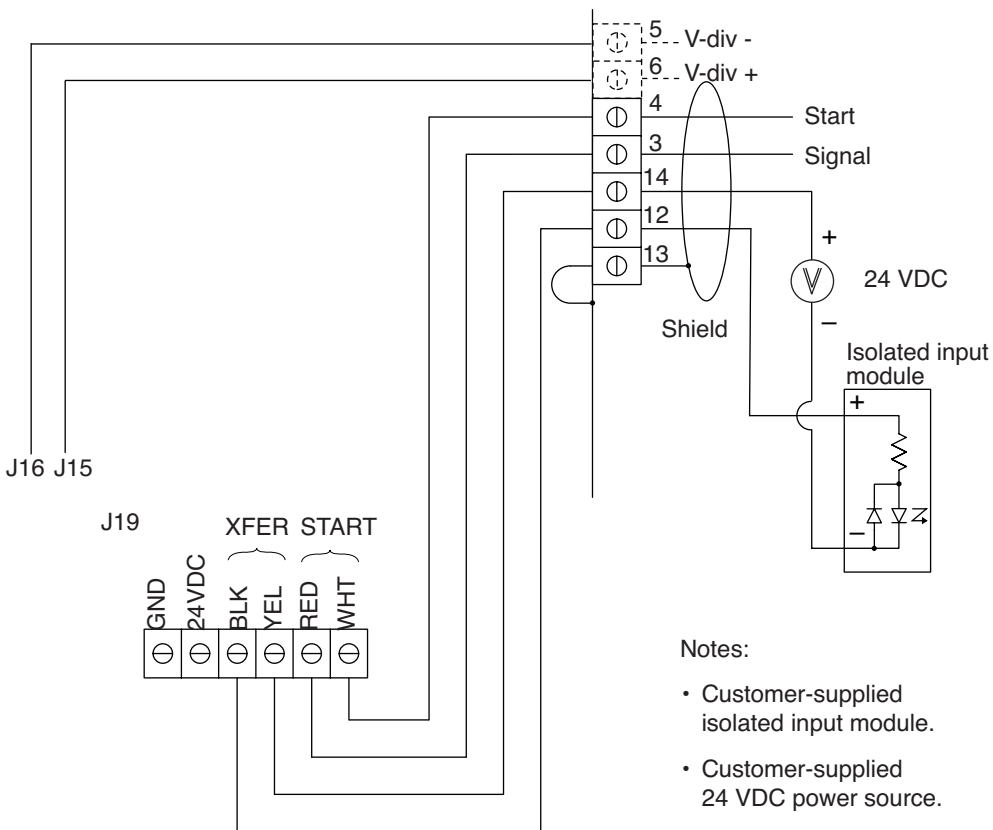 5
V-div -
6
V-div +
4
Start
3
Signal
14
12
+
13
24 VDC
–
Shield
Isolated input
module
+
–
J16 J15
J19
XFER START
GND
24VDC
BLK
YEL
RED
WHT
Notes:
• Customer-supplied
isolated input module.
• Customer-supplied
24 VDC power source.